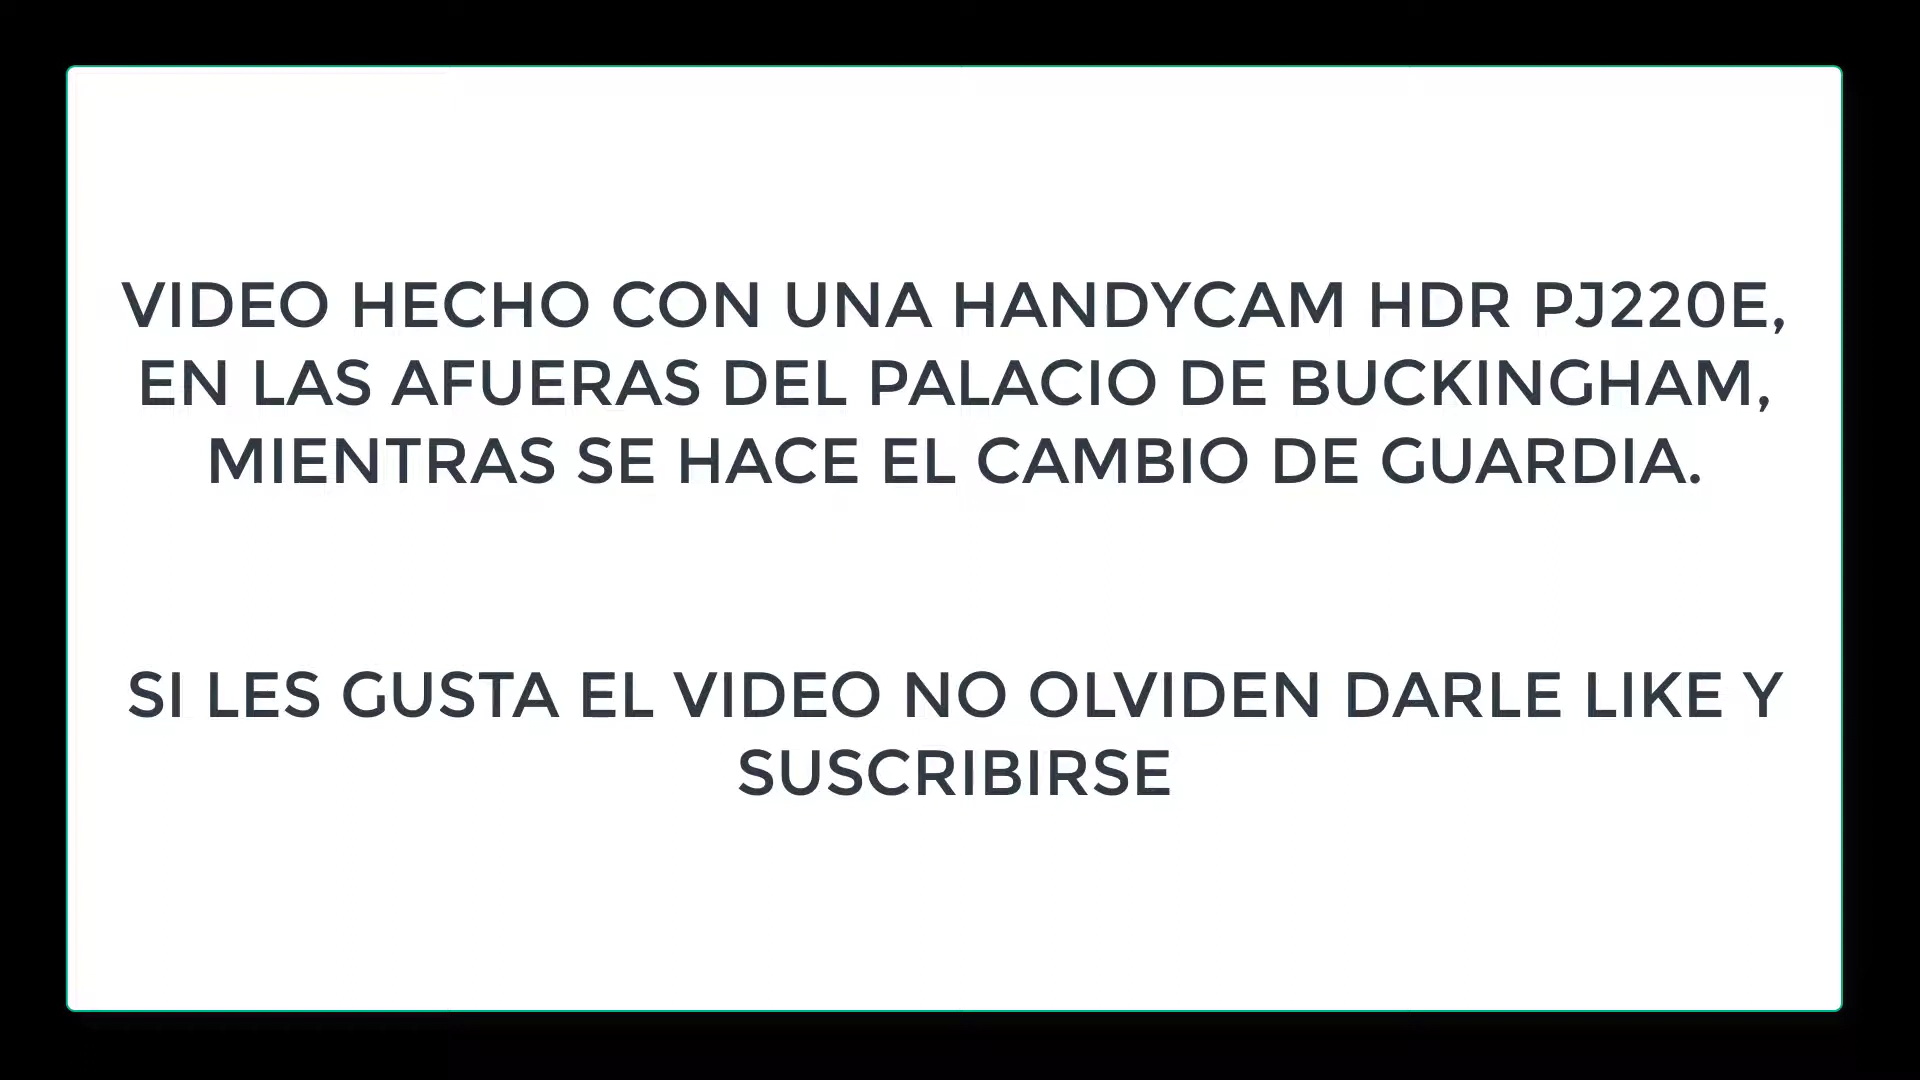 VIDEO HECHO CON UNA HANDYCAM HDR PJ220E,
EN LAS AFUERAS DEL PALACIO DE BUCKINGHAM,
MIENTRAS SE HACE EL CAMBIO DE GUARDIA.
SI LES GUSTA EL VIDEO NO OLVIDEN DARLE LIKE Y
SUSCRIBIRSE